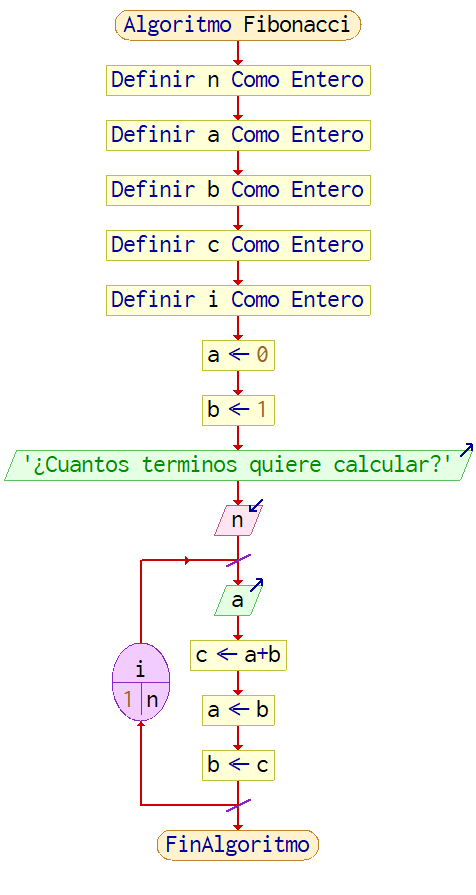 Algoritmo Fibonacci
Definir n Como Entero
Definir a Como Entero
Definir b Como Entero
Definir c Como Entero
Definir i Como Entero
a ← 0
b ← 1
'¿Cuantos terminos quiere calcular?'
n
a
c ← a+b
i
1 n
a ← b
b ← c
FinAlgoritmo